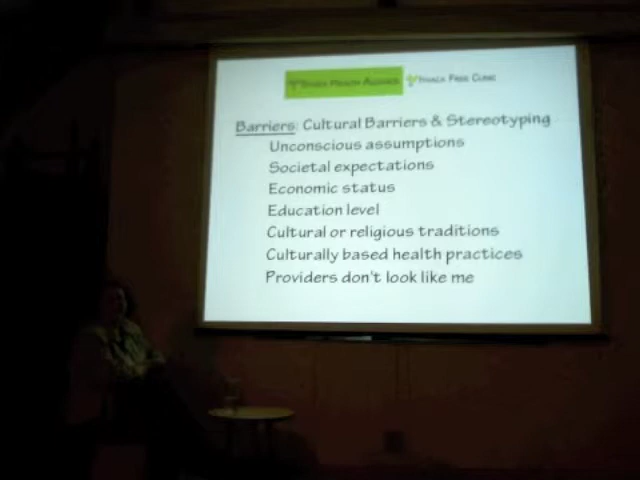 Ithaca Health Alliance Ithaca Free Clinic
Barriers: Cultural Barriers & Stereotyping
Unconscious assumptions
Societal expectations
Economic status
Education level
Cultural or religious traditions
Culturally based health practices
Providers don't look like me